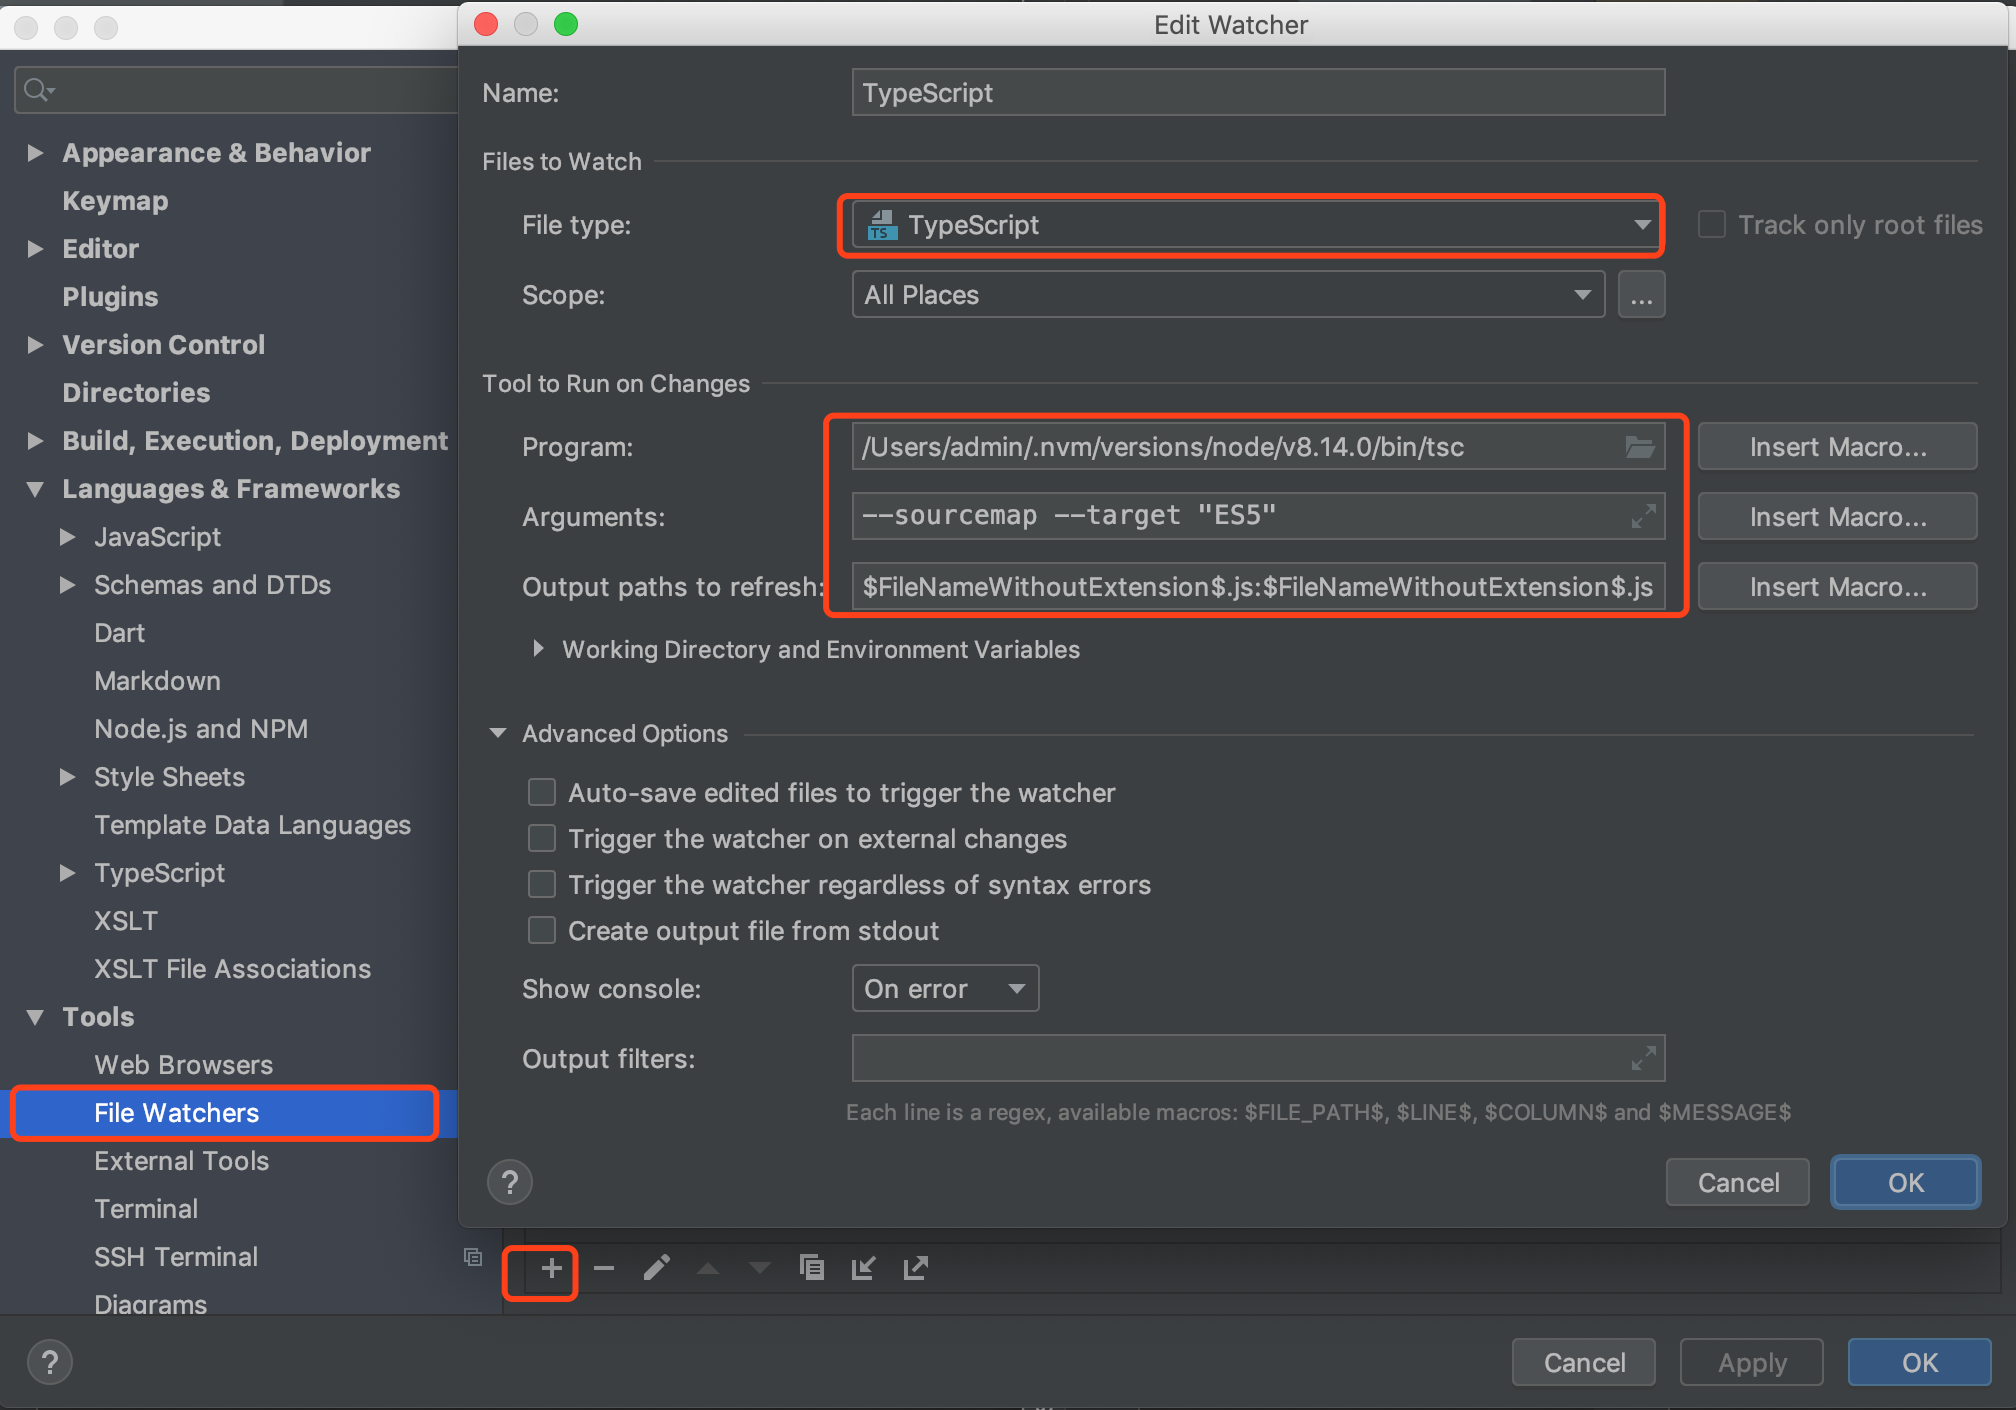 Edit Watcher
Appearance & Behavior
Keymap
Editor
Plugins
Version Control
Directories
Build, Execution, Deployment
Languages & Frameworks
JavaScript
Schemas and DTDs
Dart
Markdown
Node.js and NPM
Style Sheets
Template Data Languages
TypeScript
XSLT
XSLT File Associations
Tools
Web Browsers
File Watchers
External Tools
Terminal
SSH Terminal
Diagrams
Name: TypeScript
Files to Watch
File type: TS TypeScript Track only root files
Scope: All Places ...
Tool to Run on Changes
Program: /Users/admin/.nvm/versions/node/v8.14.0/bin/tsc Insert Macro...
Arguments: --sourcemap --target "ES5" Insert Macro...
Output paths to refresh: $FileNameWithoutExtension$.js:$FileNameWithoutExtension$.js Insert Macro...
Working Directory and Environment Variables
Advanced Options
Auto-save edited files to trigger the watcher
Trigger the watcher on external changes
Trigger the watcher regardless of syntax errors
Create output file from stdout
Show console: On error
Output filters:
Each line is a regex, available macros: $FILE_PATH$, $LINE$, $COLUMN$ and $MESSAGE$
? Cancel OK
? Cancel Apply OK